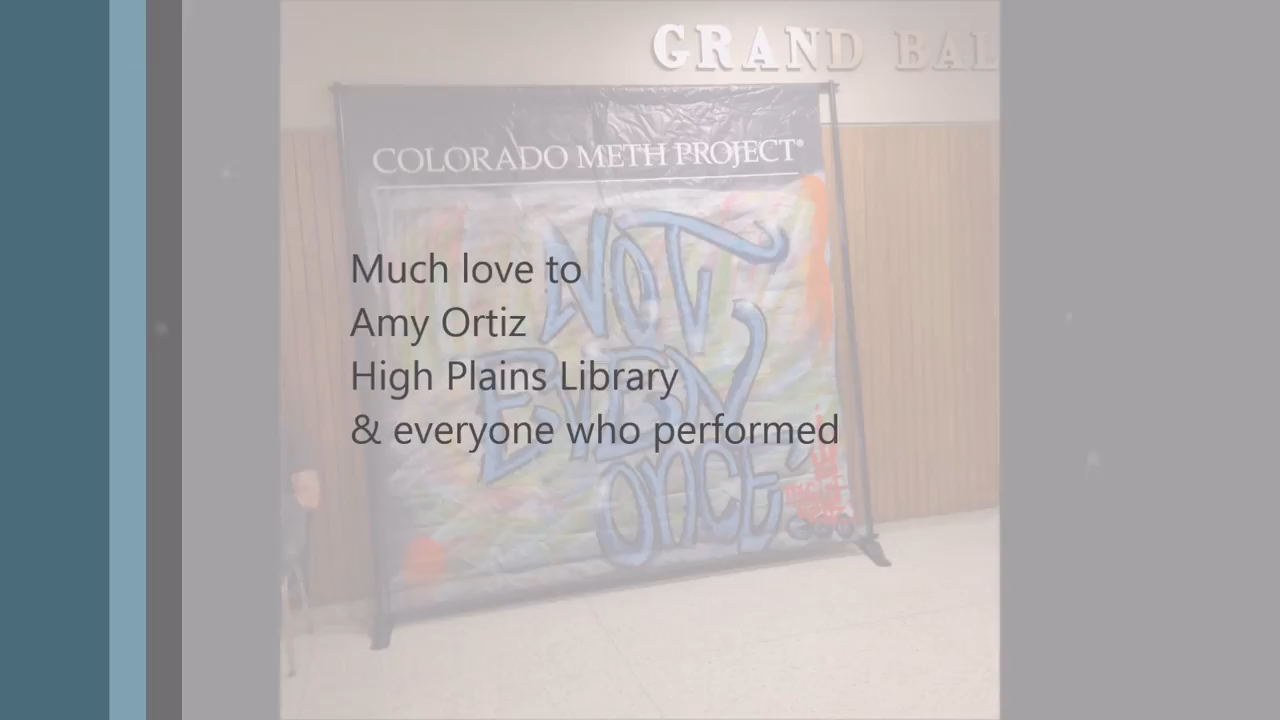 GRAND BAL
COLORADO METH PROJECT®
NOT
EVEN
ONCE
Much love to
Amy Ortiz
High Plains Library
& everyone who performed